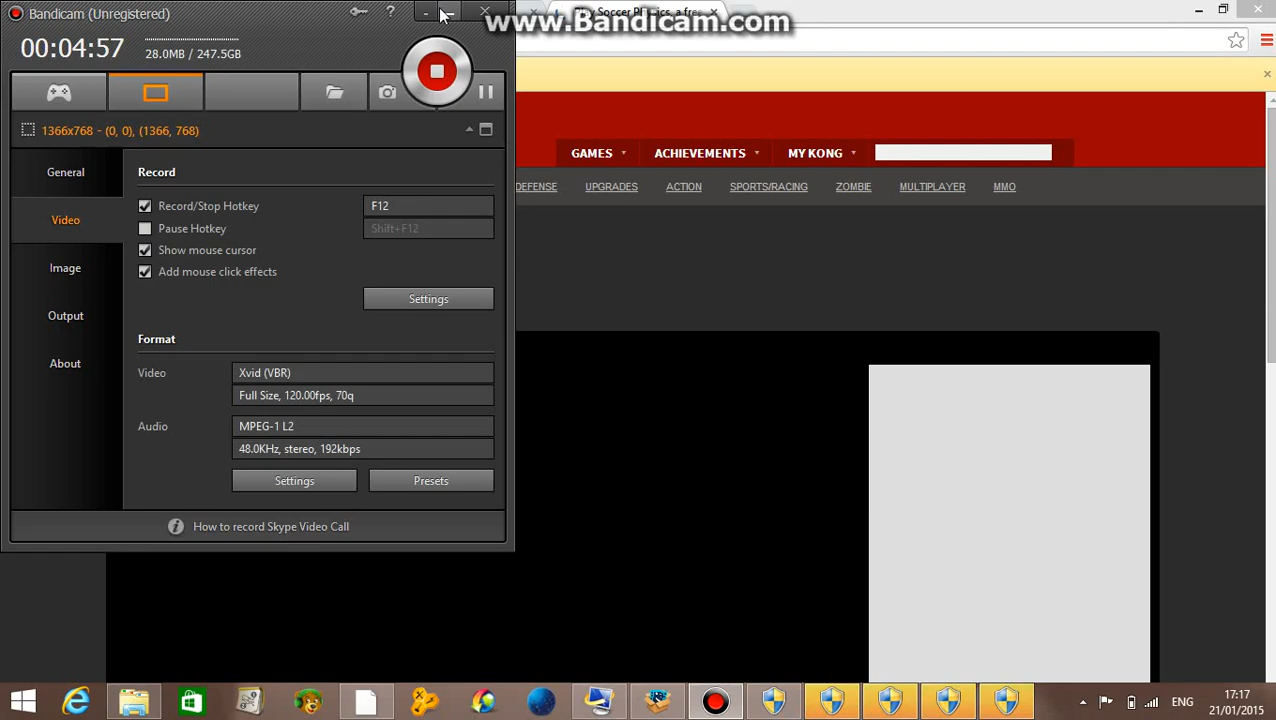 Bandicam (Unregistered)
?
www.Bandicam.com
Play Soccer Physics, a free
00:04:57
28.0MB / 247.5GB
1366x768 - (0, 0), (1366, 768)
GAMES
ACHIEVEMENTS
MY KONG
DEFENSE
UPGRADES
ACTION
SPORTS/RACING
ZOMBIE
MULTIPLAYER
MMO
General
Video
Image
Output
About
Record
Record/Stop Hotkey
F12
Pause Hotkey
Shift+F12
Show mouse cursor
Add mouse click effects
Settings
Format
Video
Xvid (VBR)
Full Size, 120.00fps, 70q
Audio
MPEG-1 L2
48.0KHz, stereo, 192kbps
Settings
Presets
How to record Skype Video Call
ENG
17:17
21/01/2015